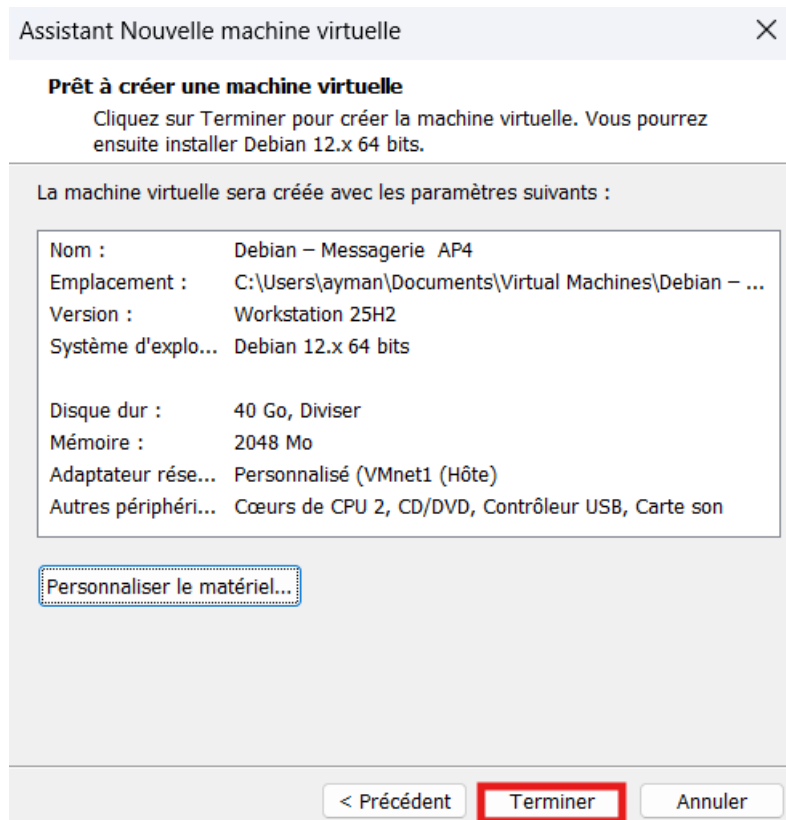 Assistant Nouvelle machine virtuelle
Prêt à créer une machine virtuelle
Cliquez sur Terminer pour créer la machine virtuelle. Vous pourrez
ensuite installer Debian 12.x 64 bits.
La machine virtuelle sera créée avec les paramètres suivants :
Nom : Debian – Messagerie AP4
Emplacement : C:\Users\ayman\Documents\Virtual Machines\Debian – ...
Version : Workstation 25H2
Système d'explo... Debian 12.x 64 bits
Disque dur : 40 Go, Diviser
Mémoire : 2048 Mo
Adaptateur rése... Personnalisé (VMnet1 (Hôte)
Autres périphéri... Cœurs de CPU 2, CD/DVD, Contrôleur USB, Carte son
Personnaliser le matériel...
< Précédent Terminer Annuler